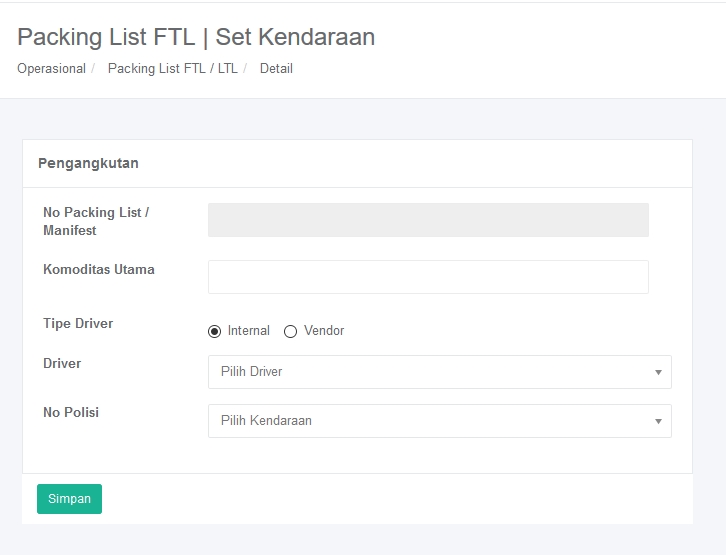 Packing List FTL | Set Kendaraan
Operasional / Packing List FTL / LTL / Detail
Pengangkutan
No Packing List /
Manifest
Komoditas Utama
Tipe Driver
Internal Vendor
Driver
Pilih Driver
No Polisi
Pilih Kendaraan
Simpan